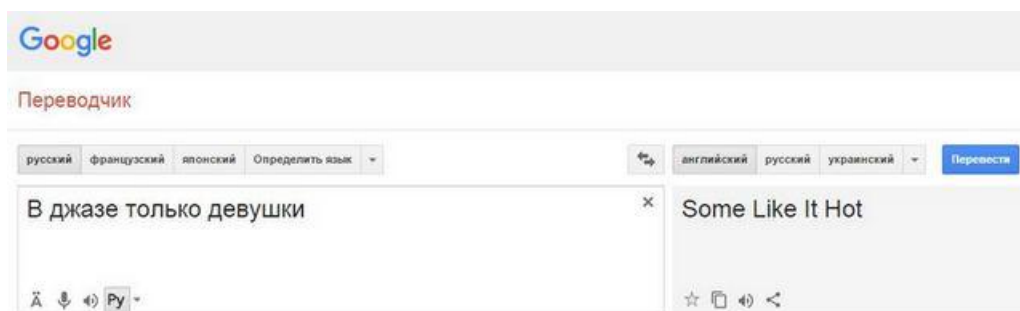 Google
Переводчик
русский французский японский Определить язык
английский русский украинский Перевести
В джазе только девушки
Some Like It Hot
Ä Ру